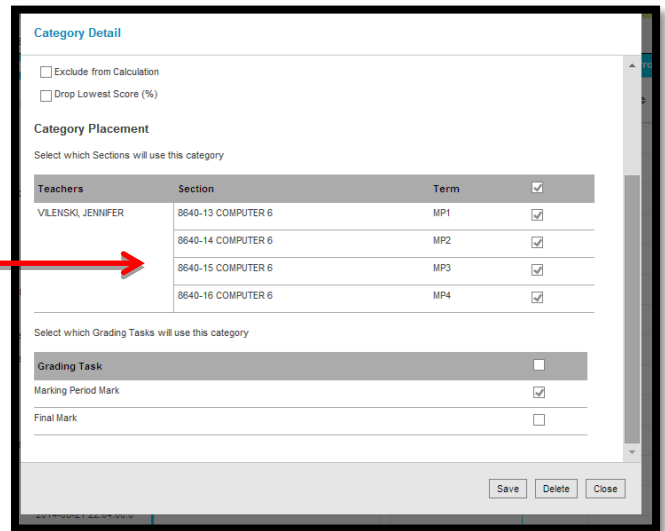 Category Detail
Exclude from Calculation
Drop Lowest Score (%)
Category Placement
Select which Sections will use this category
Teachers Section Term
VILENSKI, JENNIFER 8640-13 COMPUTER 6 MP1
8640-14 COMPUTER 6 MP2
8640-15 COMPUTER 6 MP3
8640-16 COMPUTER 6 MP4
Select which Grading Tasks will use this category
Grading Task
Marking Period Mark
Final Mark
Save Delete Close